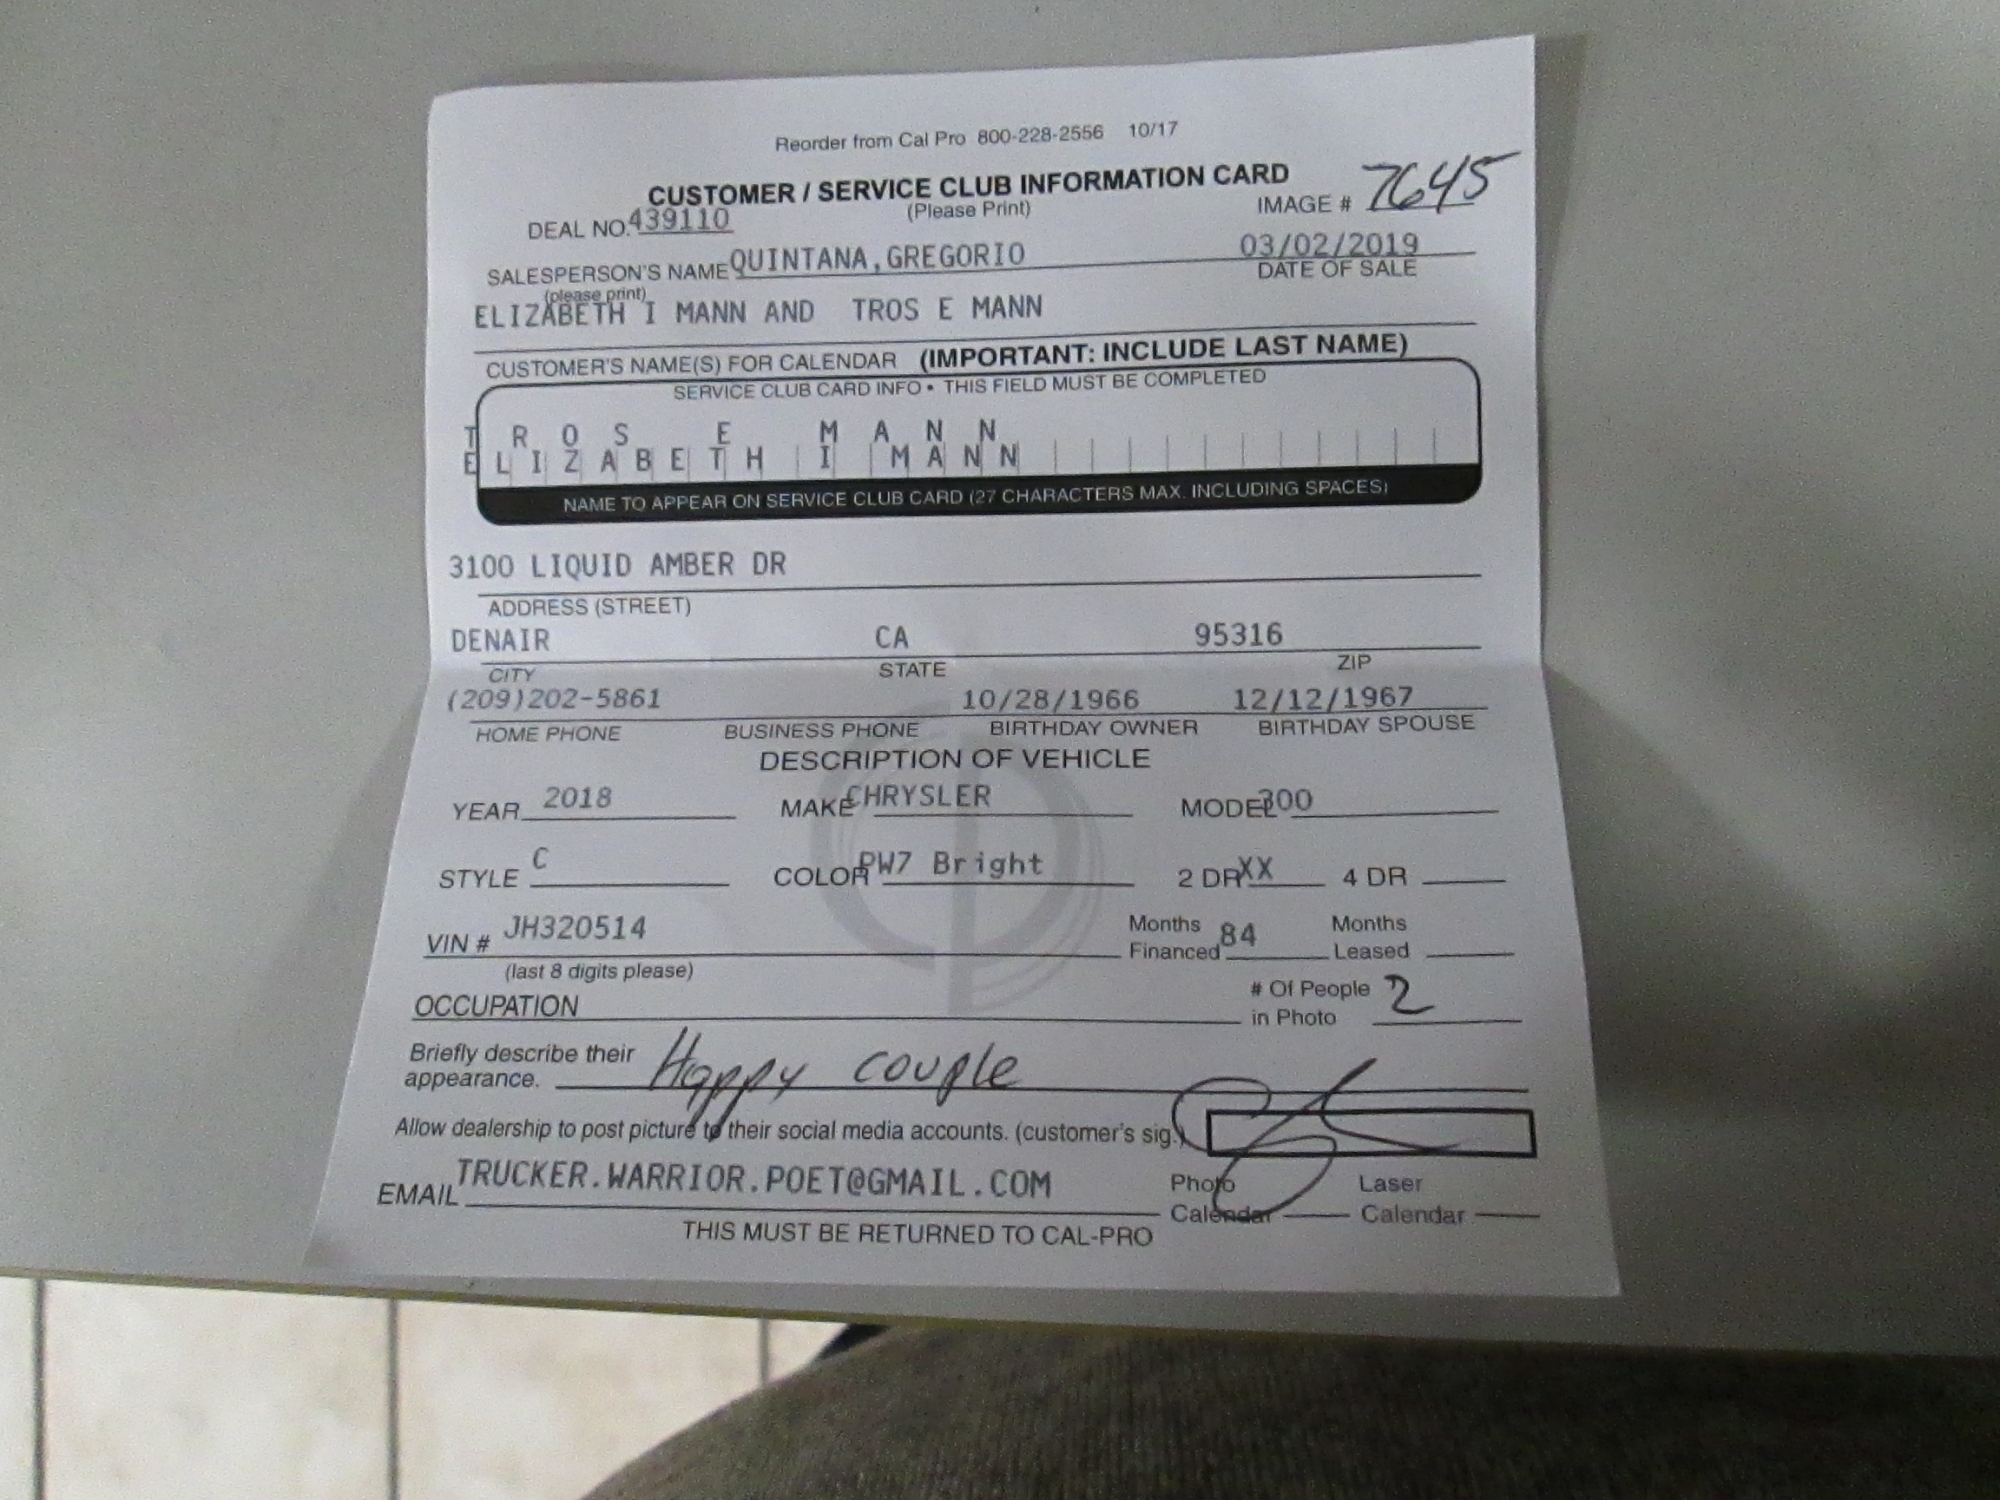 Reorder from Cal Pro 800-228-2556 10/17
CUSTOMER / SERVICE CLUB INFORMATION CARD
(Please Print)
DEAL NO. 439110
IMAGE # 7645
SALESPERSON'S NAME QUINTANA, GREGORIO 03/02/2019
(please print) DATE OF SALE
ELIZABETH I MANN AND TROS E MANN
CUSTOMER'S NAME(S) FOR CALENDAR (IMPORTANT: INCLUDE LAST NAME)
SERVICE CLUB CARD INFO • THIS FIELD MUST BE COMPLETED
TROS E MANN
ELIZABETH I MANN
NAME TO APPEAR ON SERVICE CLUB CARD (27 CHARACTERS MAX. INCLUDING SPACES)
3100 LIQUID AMBER DR
ADDRESS (STREET)
DENAIR CA 95316
CITY STATE ZIP
(209)202-5861 10/28/1966 12/12/1967
HOME PHONE BUSINESS PHONE BIRTHDAY OWNER BIRTHDAY SPOUSE
DESCRIPTION OF VEHICLE
YEAR 2018 MAKE CHRYSLER MODEL 300
STYLE C COLOR PW7 Bright 2 DR XX 4 DR
VIN # JH320514 Months Financed 84 Months Leased
(last 8 digits please)
OCCUPATION # Of People in Photo 2
Briefly describe their appearance. Happy couple
Allow dealership to post picture to their social media accounts. (customer's sig.)
EMAIL TRUCKER.WARRIOR.POET@GMAIL.COM Photo Calendar Laser Calendar
THIS MUST BE RETURNED TO CAL-PRO